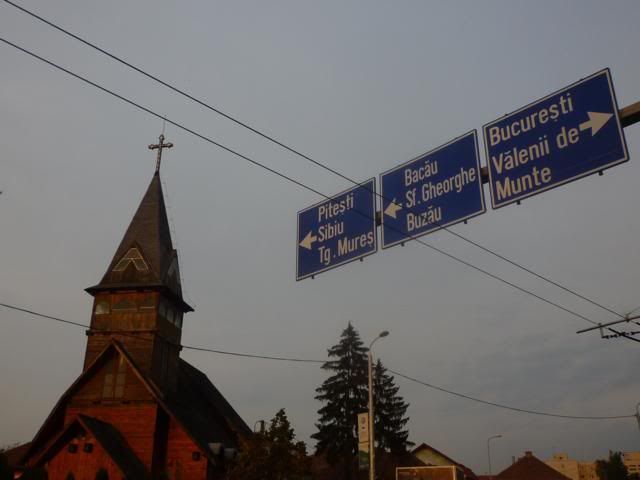 Pitești
Sibiu
Tg. Mureș
Bacău
Sf. Gheorghe
Buzău
București
Vălenii de
Munte